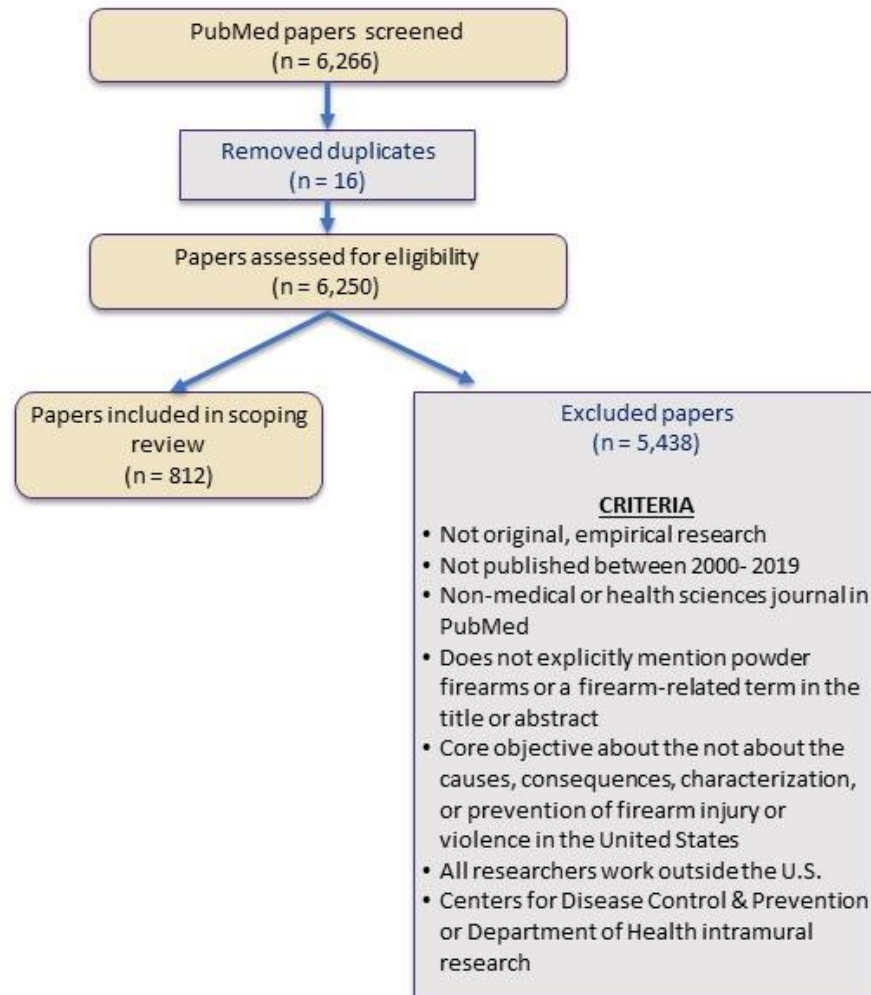 PubMed papers screened
(n = 6,266)
Removed duplicates
(n = 16)
Papers assessed for eligibility
(n = 6,250)
Papers included in scoping
review
(n = 812)
Excluded papers
(n = 5,438)
CRITERIA
• Not original, empirical research
• Not published between 2000- 2019
• Non-medical or health sciences journal in
PubMed
• Does not explicitly mention powder
firearms or a firearm-related term in the
title or abstract
• Core objective about the not about the
causes, consequences, characterization,
or prevention of firearm injury or
violence in the United States
• All researchers work outside the U.S.
• Centers for Disease Control & Prevention
or Department of Health intramural
research